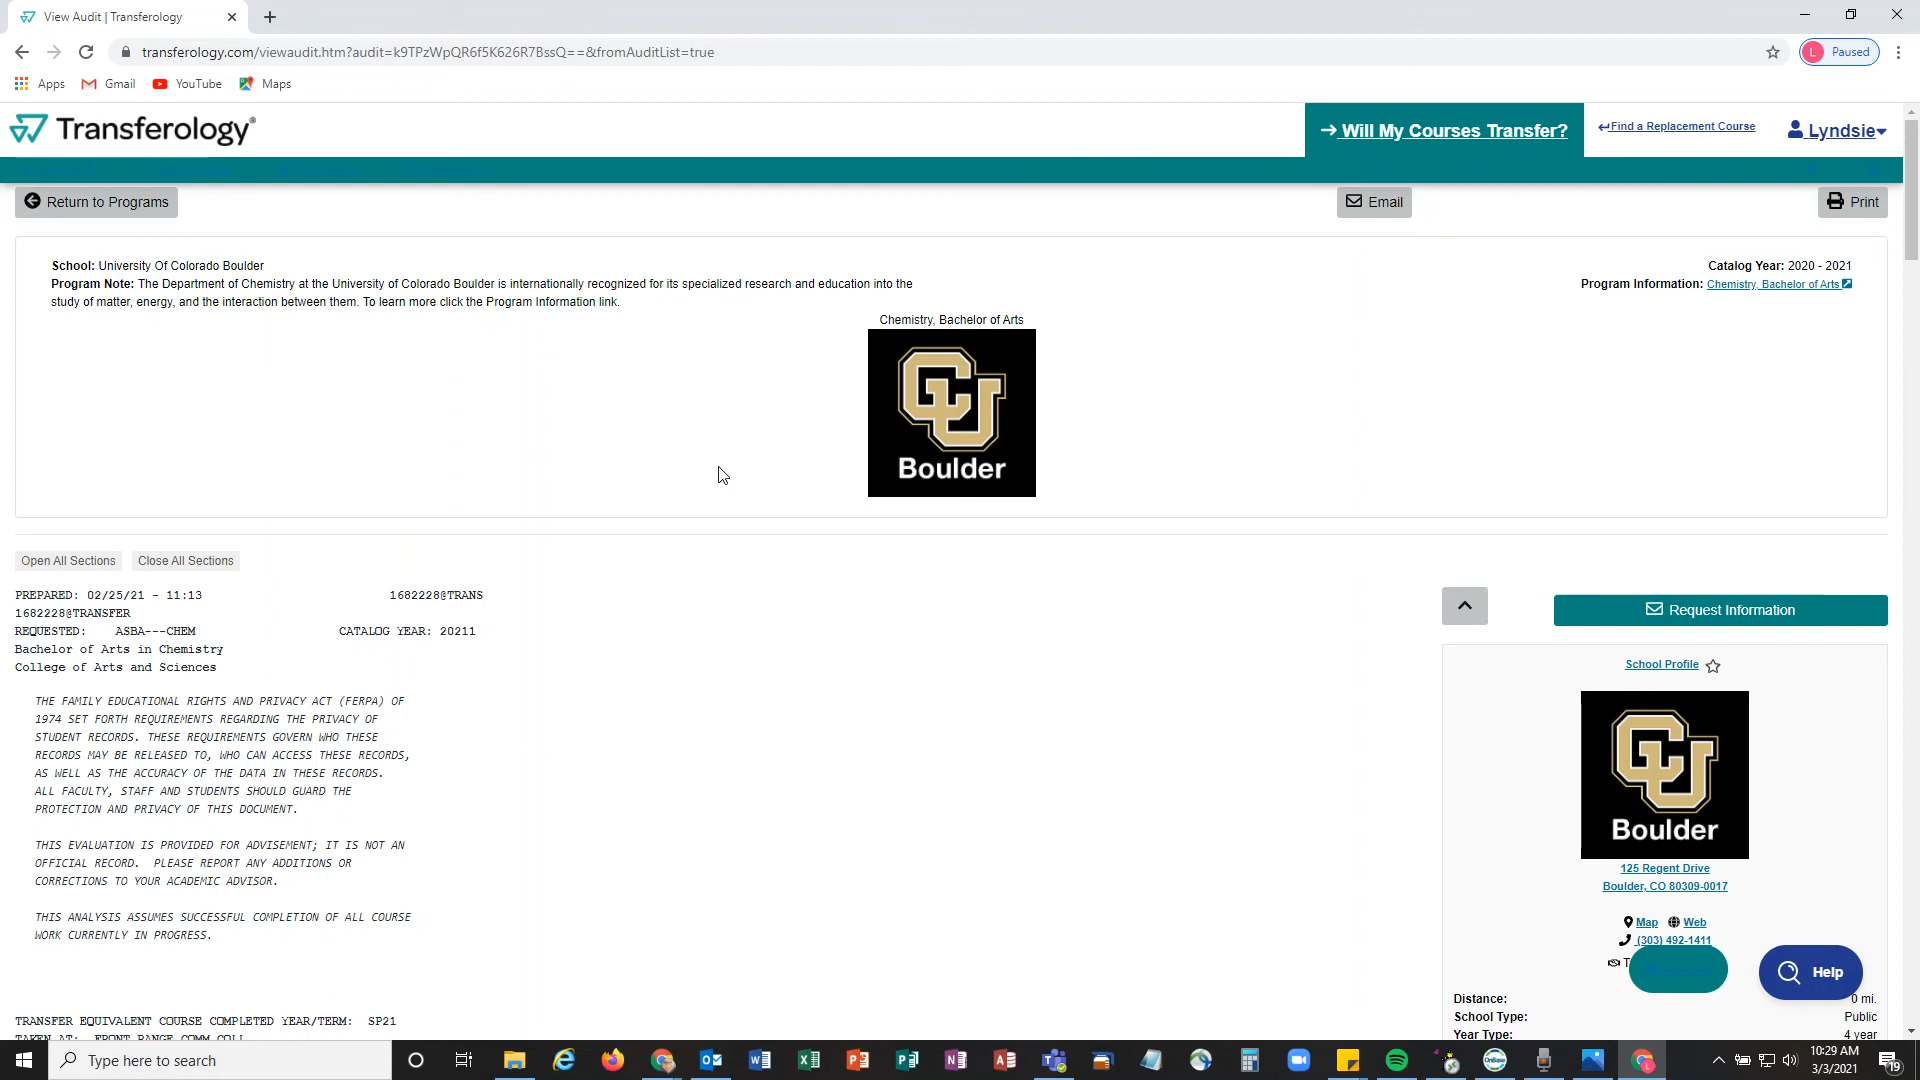 View Audit | Transferology
transferology.com/viewaudit.htm?audit=k9TPzWpQR6f5K626R7BssQ==&fromAuditList=true
L Paused
Apps Gmail YouTube Maps
Transferology®
Will My Courses Transfer?
Find a Replacement Course
Lyndsie
Return to Programs
Email
Print
School: University Of Colorado Boulder
Catalog Year: 2020 - 2021
Program Note: The Department of Chemistry at the University of Colorado Boulder is internationally recognized for its specialized research and education into the
study of matter, energy, and the interaction between them. To learn more click the Program Information link.
Program Information: Chemistry, Bachelor of Arts
Chemistry, Bachelor of Arts
CU
Boulder
Open All Sections Close All Sections
PREPARED: 02/25/21 - 11:13 1682228@TRANS
1682228@TRANSFER
REQUESTED: ASBA---CHEM CATALOG YEAR: 20211
Bachelor of Arts in Chemistry
College of Arts and Sciences
THE FAMILY EDUCATIONAL RIGHTS AND PRIVACY ACT (FERPA) OF
1974 SET FORTH REQUIREMENTS REGARDING THE PRIVACY OF
STUDENT RECORDS. THESE REQUIREMENTS GOVERN WHO THESE
RECORDS MAY BE RELEASED TO, WHO CAN ACCESS THESE RECORDS,
AS WELL AS THE ACCURACY OF THE DATA IN THESE RECORDS.
ALL FACULTY, STAFF AND STUDENTS SHOULD GUARD THE
PROTECTION AND PRIVACY OF THIS DOCUMENT.
THIS EVALUATION IS PROVIDED FOR ADVISEMENT; IT IS NOT AN
OFFICIAL RECORD. PLEASE REPORT ANY ADDITIONS OR
CORRECTIONS TO YOUR ACADEMIC ADVISOR.
THIS ANALYSIS ASSUMES SUCCESSFUL COMPLETION OF ALL COURSE
WORK CURRENTLY IN PROGRESS.
TRANSFER EQUIVALENT COURSE COMPLETED YEAR/TERM: SP21
TAKEN AT: FRONT RANGE COMM COLL
Request Information
School Profile
CU
Boulder
125 Regent Drive
Boulder, CO 80309-0017
Map Web
(303) 492-1411
T
Help
Distance: 0 mi.
School Type: Public
Year Type: 4 year
Type here to search
10:29 AM
3/3/2021
19